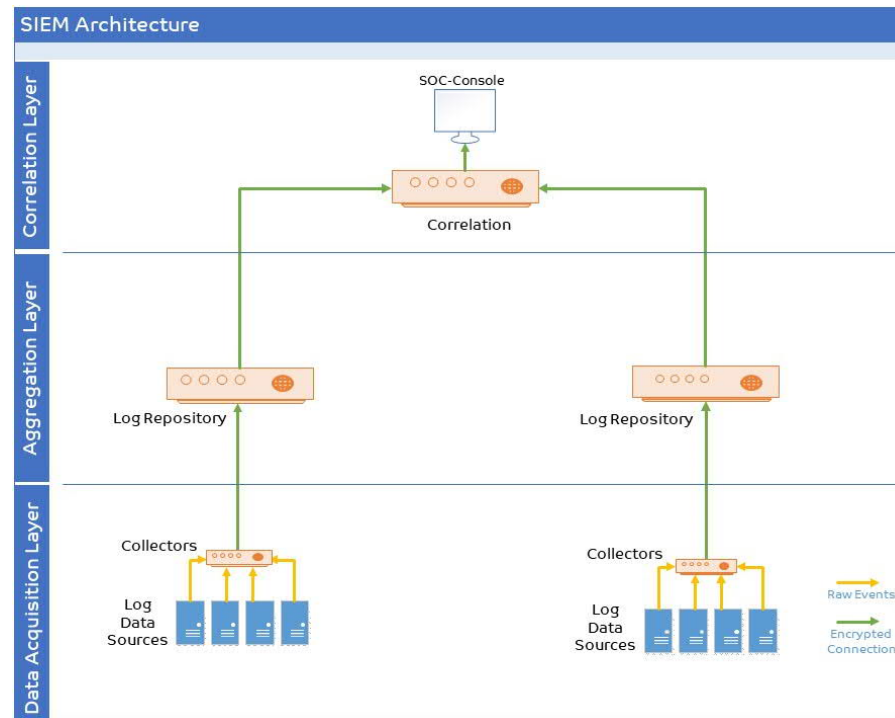 SIEM Architecture
Correlation Layer
SOC-Console
Correlation
Aggregation Layer
Log Repository
Log Repository
Data Acquisition Layer
Collectors
Log
Data
Sources
Collectors
Log
Data
Sources
Raw Events
Encrypted
Connection